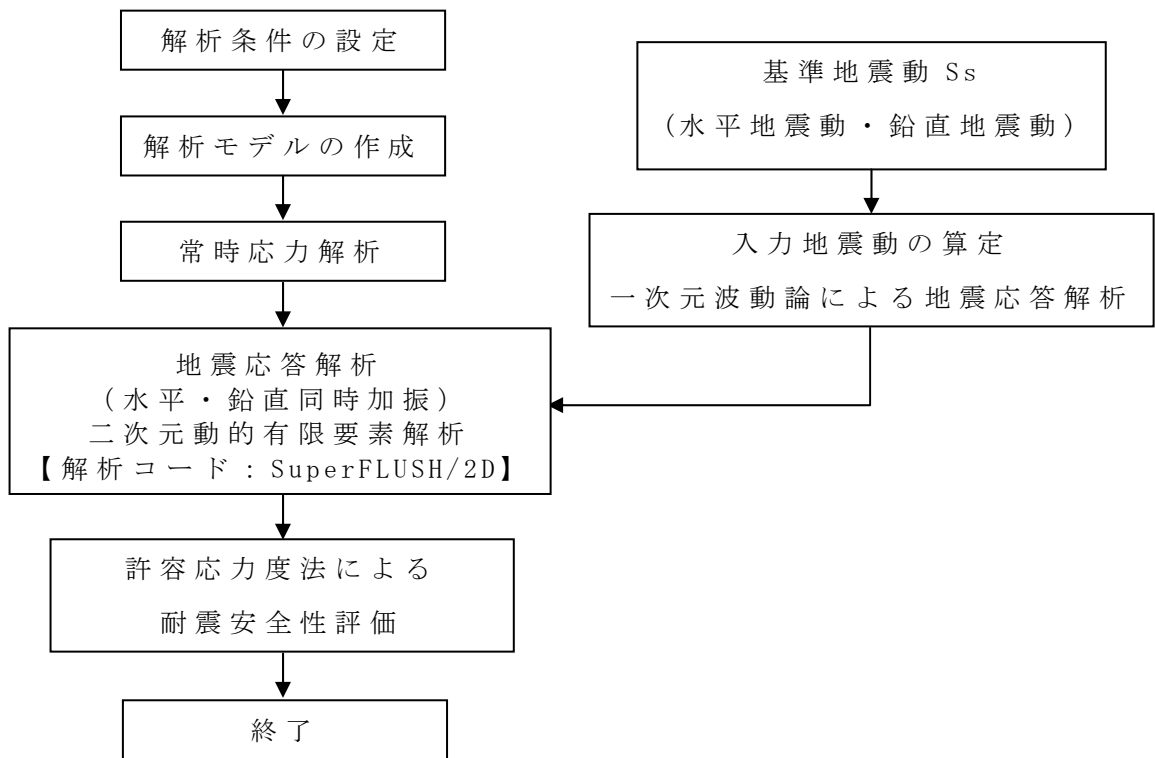 解析条件の設定
解析モデルの作成
常時応力解析
基準地震動 Ss
(水平地震動・鉛直地震動)
入力地震動の算定
一次元波動論による地震応答解析
地震応答解析
(水平・鉛直同時加振)
二次元動的有限要素解析
【解析コード:SuperFLUSH/2D】
許容応力度法による
耐震安全性評価
終了